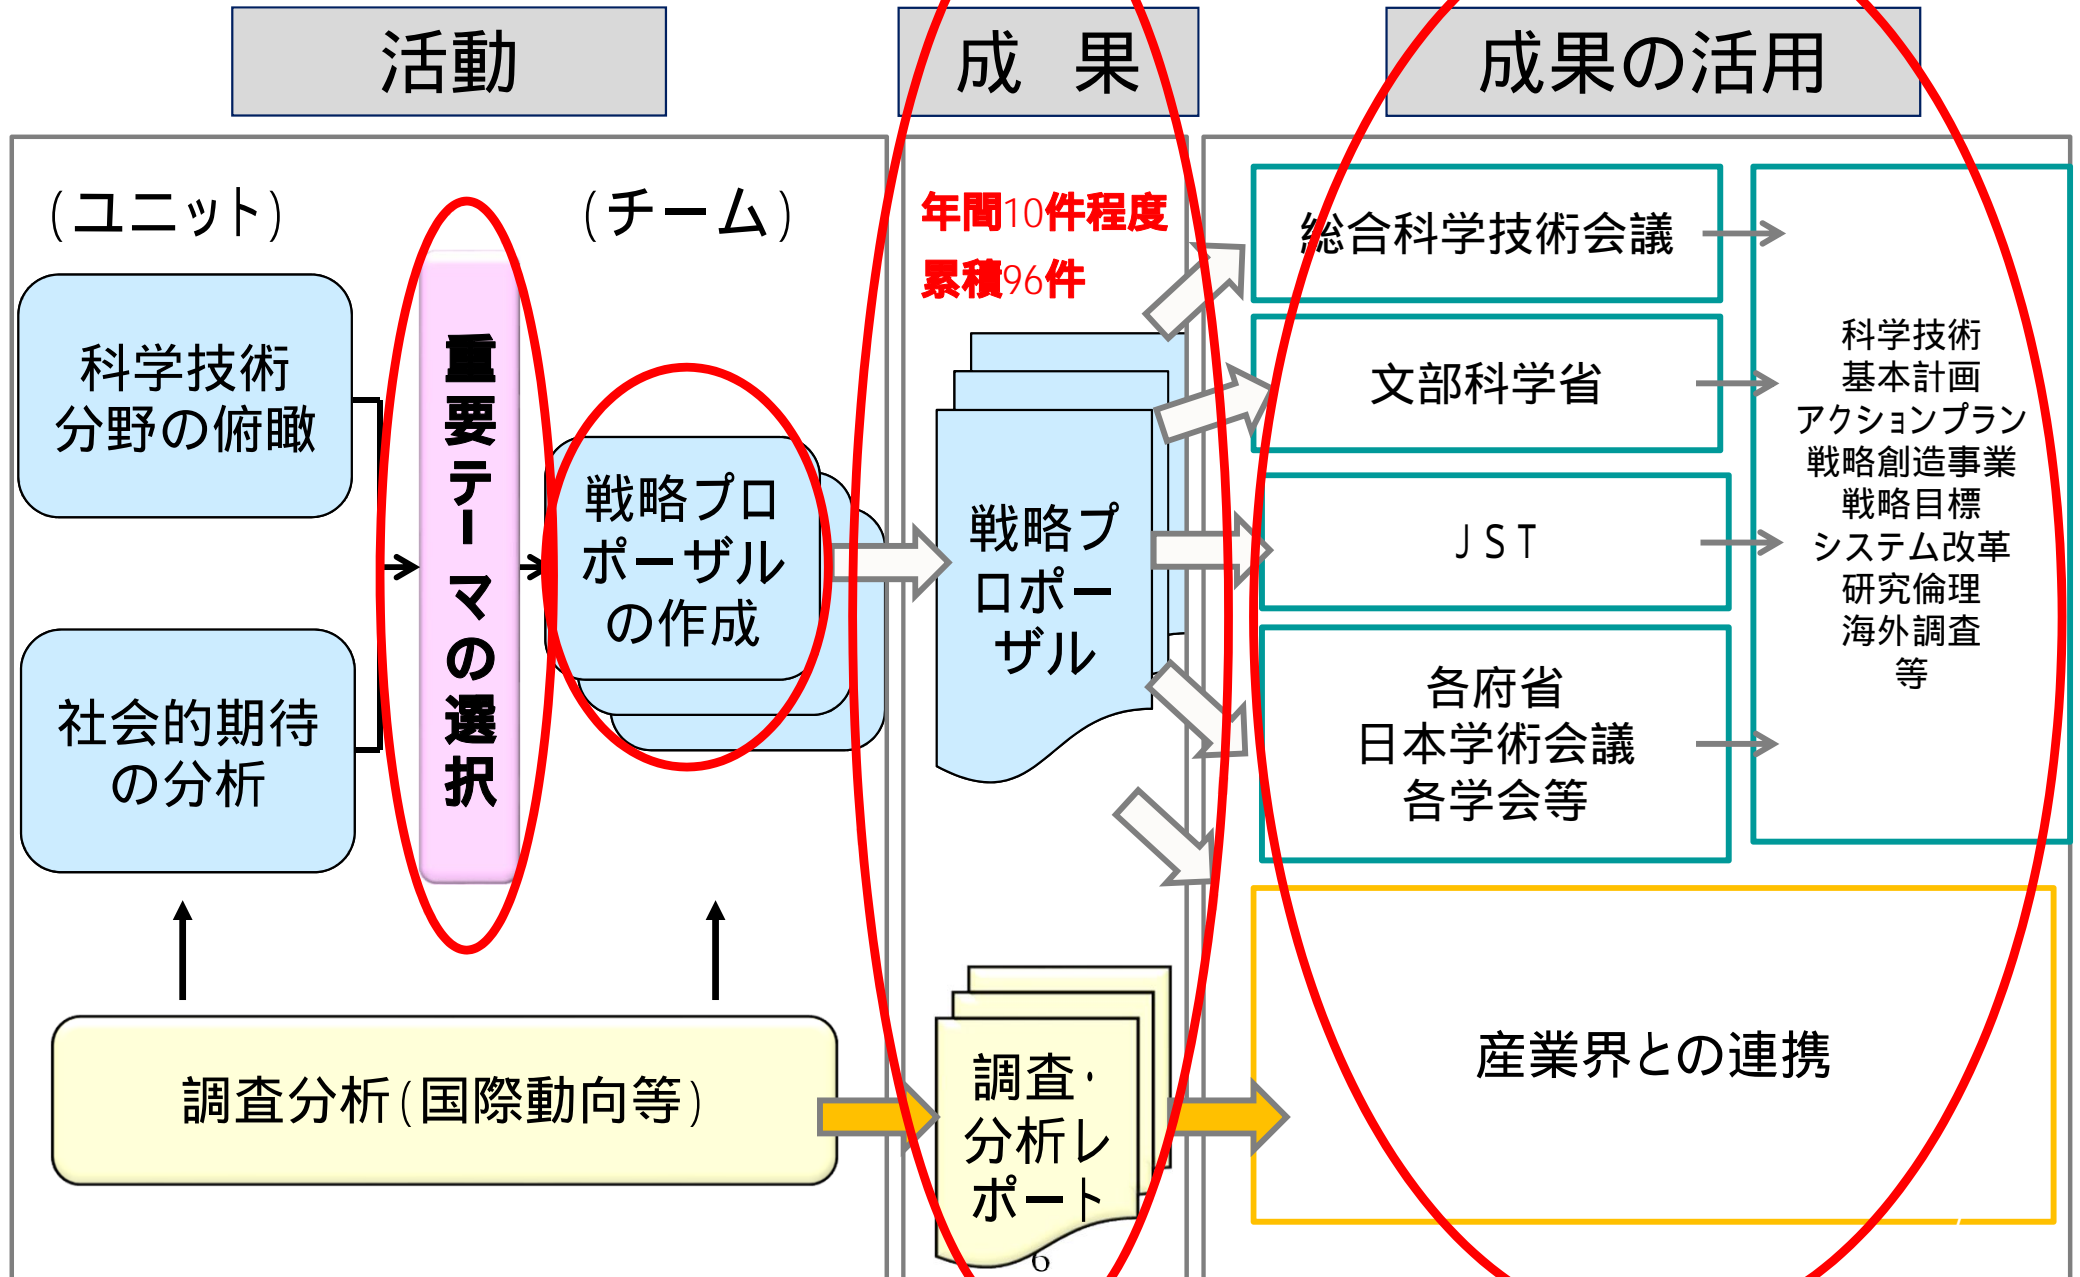 活動
成 果
成果の活用
(ユニット)
(チーム)
科学技術
分野の俯瞰
社会的期待
の分析
重要テーマの選択
戦略プロ
ポーザル
の作成
調査分析(国際動向等)
年間10件程度
累積96件
戦略プ
ロポー
ザル
調査・
分析レ
ポート
総合科学技術会議
文部科学省
JST
各府省
日本学術会議
各学会等
科学技術
基本計画
アクションプラン
戦略創造事業
戦略目標
システム改革
研究倫理
海外調査
等
産業界との連携
6